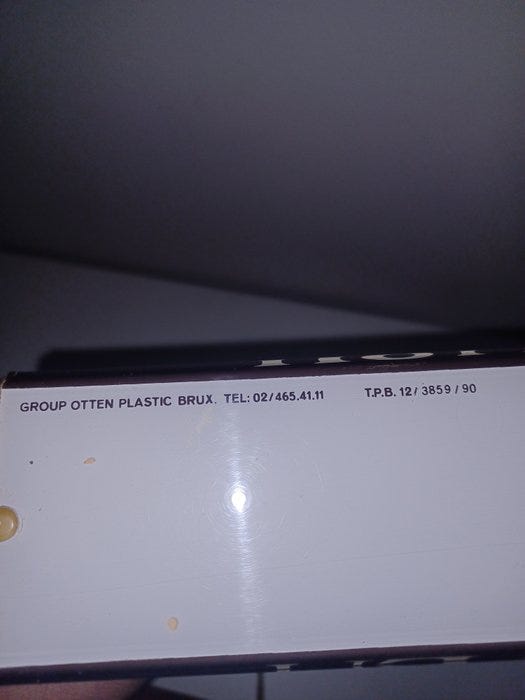 GROUP OTTEN PLASTIC BRUX. TEL: 02/465.41.11 T.P.B. 12/3859/90